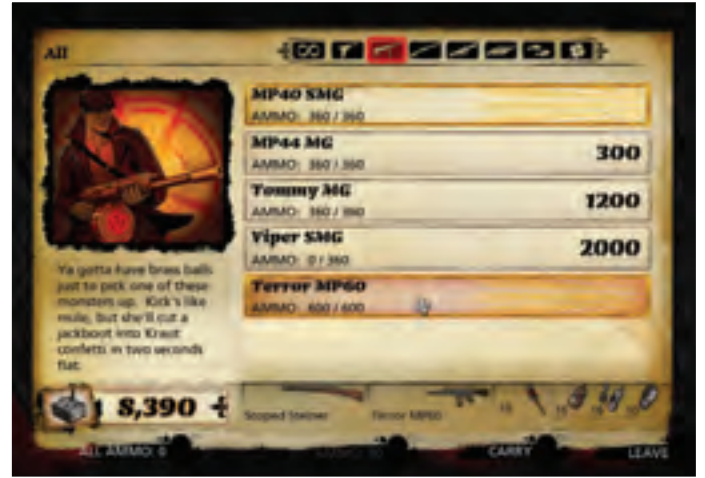 All
MP40 SMG
AMMO: 360 / 360
MP44 MG
AMMO: 360 / 360
300
Tommy MG
AMMO: 360 / 360
1200
Viper SMG
AMMO: 0 / 360
2000
Terror MP60
AMMO: 600 / 600
Ya gotta have brass balls
just to pick one of these
monsters up. Kick's like
mule, but she'll cut a
jackboot into Kraut
confetti in two seconds
flat.
8,390
Scoped Steiner
Terror MP60
ALL AMMO: 0
CARRY
LEAVE